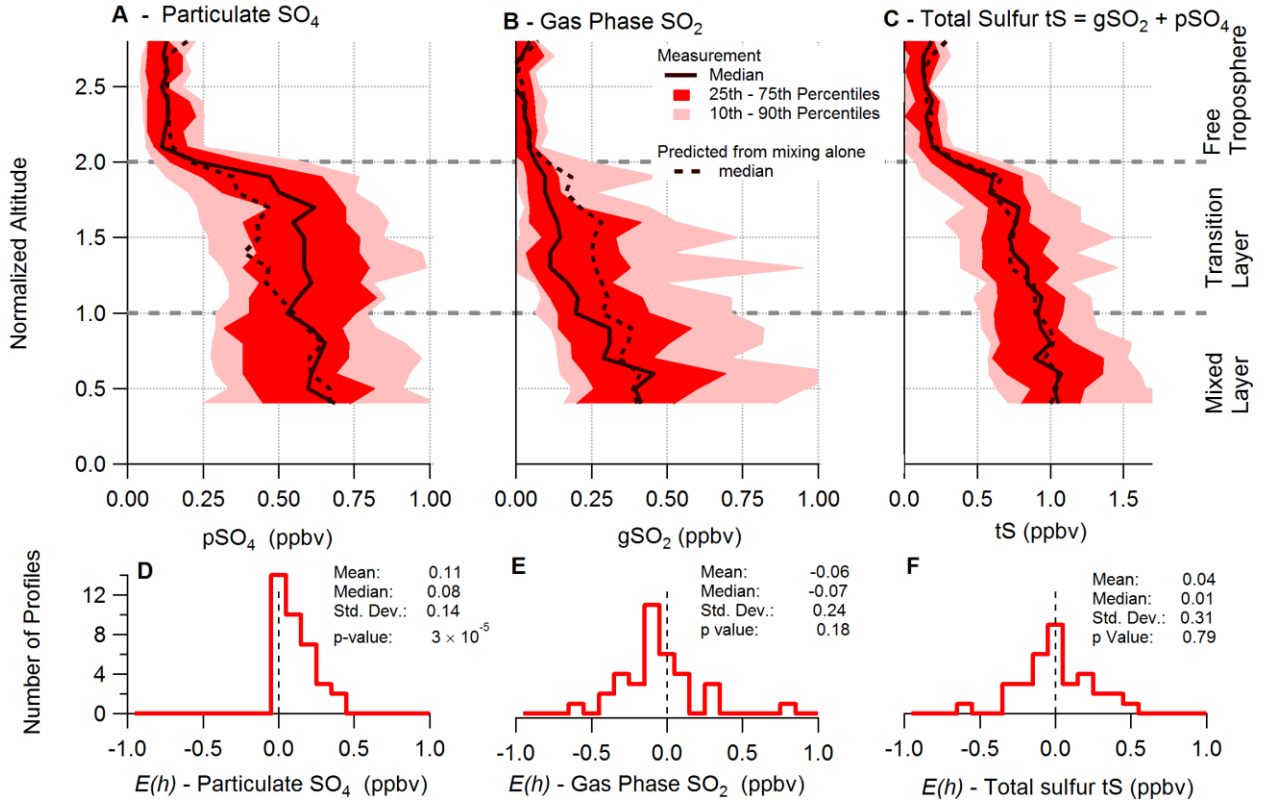 A - Particulate SO4
B - Gas Phase SO2
C - Total Sulfur tS = gSO2 + pSO4
Measurement
Median
25th - 75th Percentiles
10th - 90th Percentiles
Predicted from mixing alone
median
Normalized Altitude
2.5
2.0
1.5
1.0
0.5
0.0
Free
Troposphere
Transition
Layer
Mixed
Layer
0.00 0.25 0.50 0.75 1.00
pSO4 (ppbv)
0.00 0.25 0.50 0.75 1.00
gSO2 (ppbv)
0.0 0.5 1.0 1.5
tS (ppbv)
Number of Profiles
12
8
4
0
D
Mean: 0.11
Median: 0.08
Std. Dev.: 0.14
p-value: 3 × 10-5
-1.0 -0.5 0.0 0.5 1.0
E(h) - Particulate SO4 (ppbv)
E
Mean: -0.06
Median: -0.07
Std. Dev.: 0.24
p value: 0.18
-1.0 -0.5 0.0 0.5 1.0
E(h) - Gas Phase SO2 (ppbv)
F
Mean: 0.04
Median: 0.01
Std. Dev.: 0.31
p Value: 0.79
-1.0 -0.5 0.0 0.5 1.0
E(h) - Total sulfur tS (ppbv)